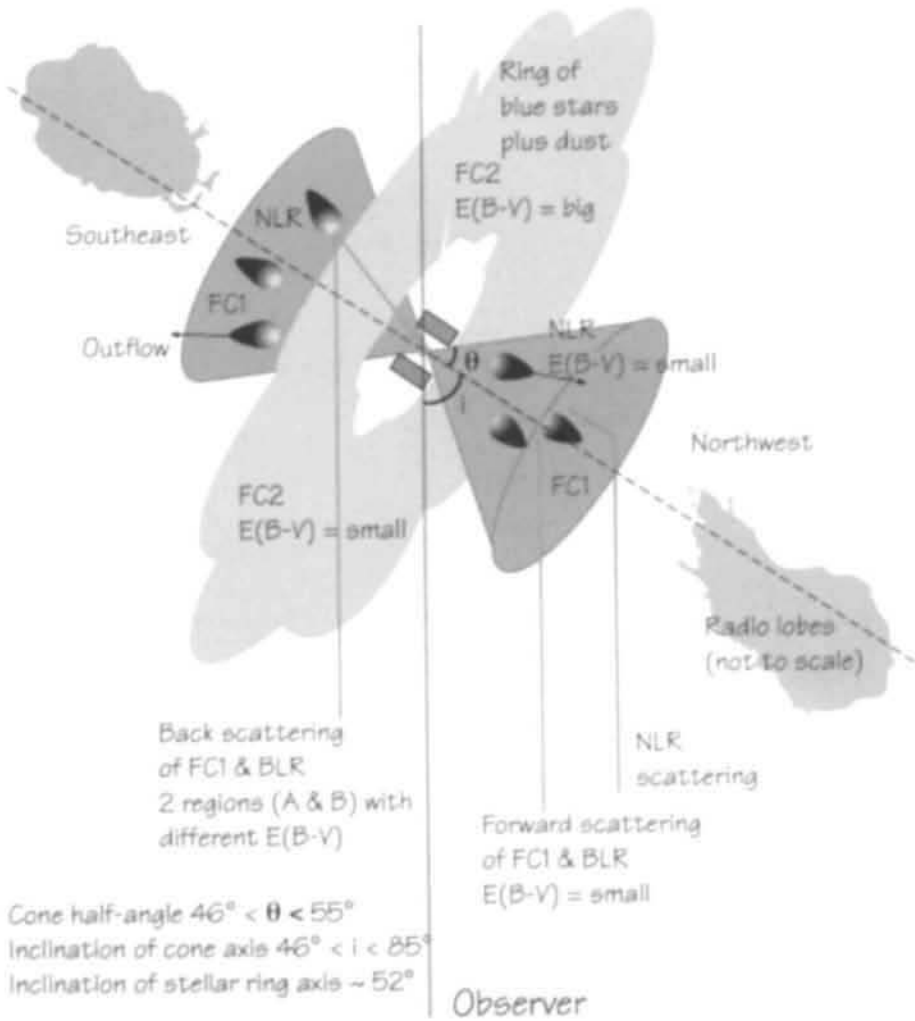 Ring of
blue stars
plus dust
FC2
E(B-V) = big
NLR
Southeast
FC1
Outflow
NLR
E(B-V) = small
θ
i
Northwest
FC1
FC2
E(B-V) = small
Radio lobes
(not to scale)
Back scattering
of FC1 & BLR
2 regions (A & B) with
different E(B-V)
NLR
scattering
Forward scattering
of FC1 & BLR
E(B-V) = small
Cone half-angle 46° < θ < 55°
Inclination of cone axis 46° < i < 85°
Inclination of stellar ring axis ~ 52°
Observer